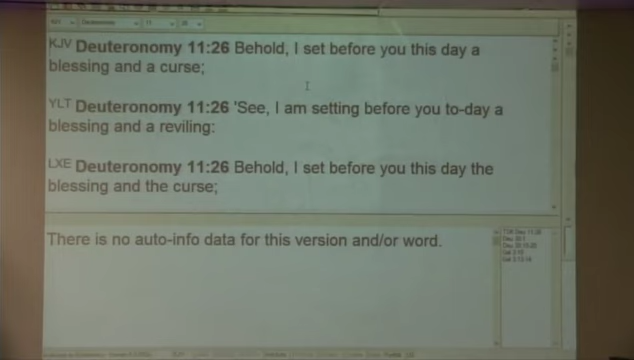 KJV Deuteronomy 11:26 Behold, I set before you this day a
blessing and a curse;
YLT Deuteronomy 11:26 'See, I am setting before you to-day a
blessing and a reviling:
LXE Deuteronomy 11:26 Behold, I set before you this day the
blessing and the curse;
There is no auto-info data for this version and/or word.